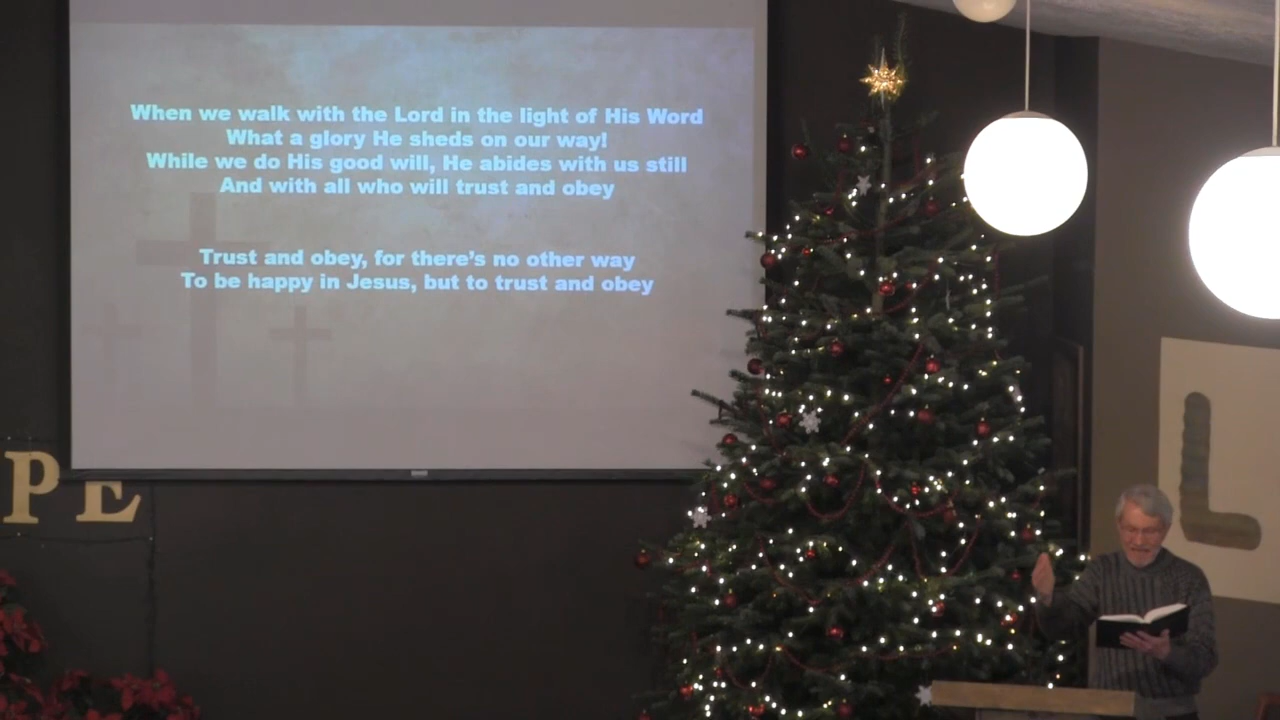 When we walk with the Lord in the light of His Word
What a glory He sheds on our way!
While we do His good will, He abides with us still
And with all who will trust and obey
Trust and obey, for there's no other way
To be happy in Jesus, but to trust and obey
PE
L